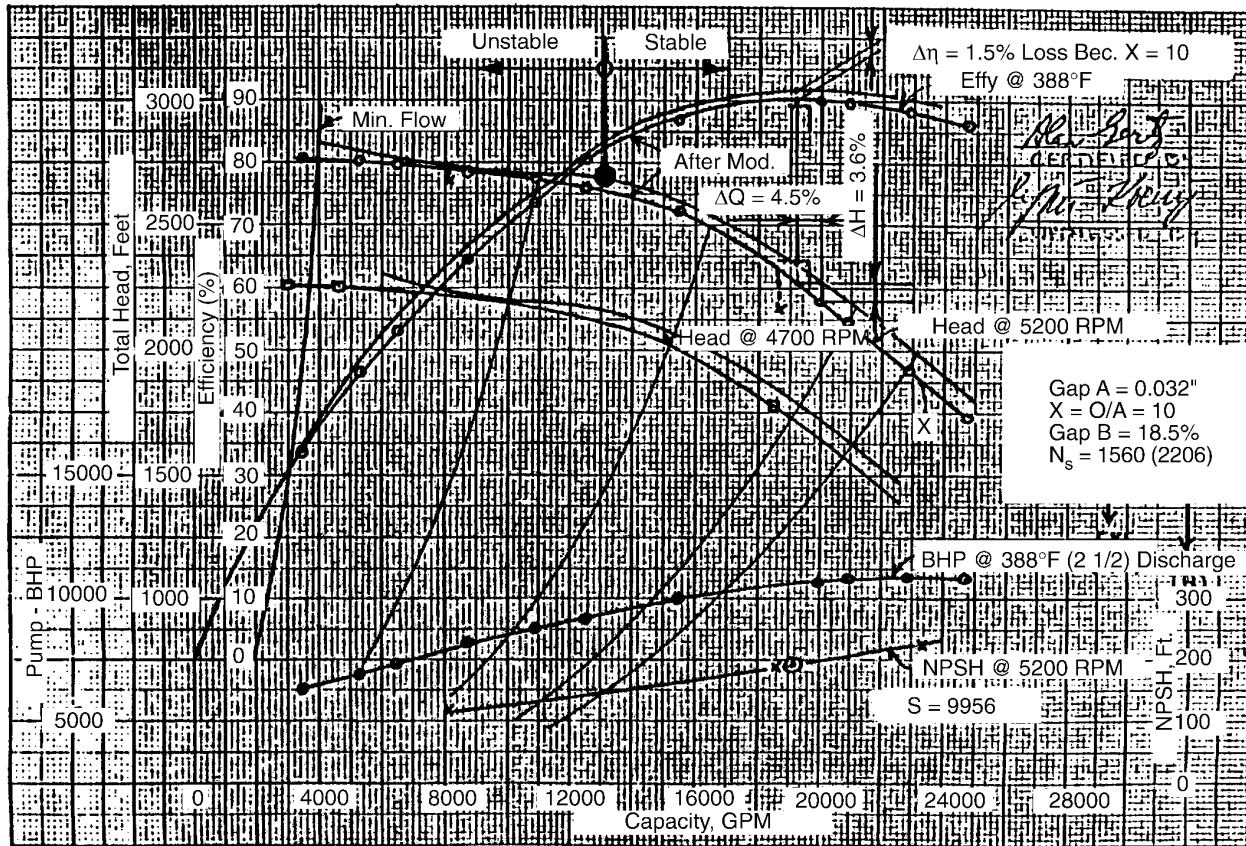 Unstable
Stable
Δη = 1.5% Loss Bec. X = 10
Effy @ 388°F
Min. Flow
After Mod.
ΔQ = 4.5%
ΔH = 3.6%
Head @ 4700 RPM
Head @ 5200 RPM
Gap A = 0.032"
X = O/A = 10
Gap B = 18.5%
Ns = 1560 (2206)
X
BHP @ 388°F (2 1/2) Discharge
NPSH @ 5200 RPM
S = 9956
Total Head, Feet
3000
2500
2000
1500
1000
Efficiency (%)
90
80
70
60
50
40
30
20
10
0
Pump - BHP
15000
10000
5000
NPSH, Ft.
300
200
100
0
0 4000 8000 12000 16000 20000 24000 28000
Capacity, GPM